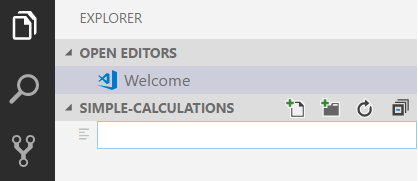 EXPLORER
OPEN EDITORS
Welcome
SIMPLE-CALCULATIONS